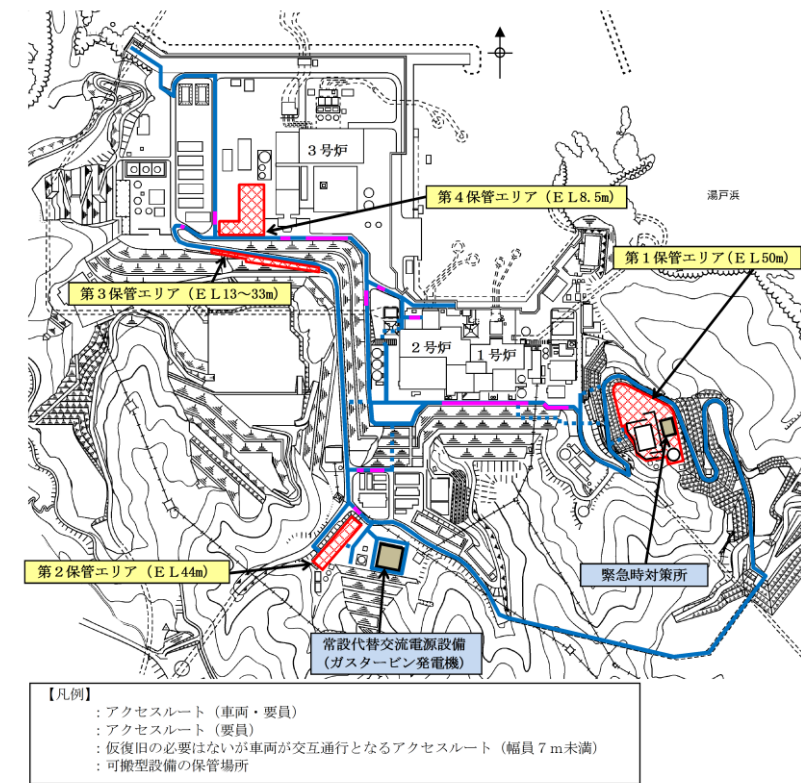 3号炉
第4保管エリア（EL8.5m）
湯戸浜
第1保管エリア（EL50m）
第3保管エリア（EL13～33m）
2号炉
1号炉
第2保管エリア（EL44m）
緊急時対策所
常設代替交流電源設備
（ガスタービン発電機）
【凡例】
：アクセスルート（車両・要員）
：アクセスルート（要員）
：仮復旧の必要はないが車両が交互通行となるアクセスルート（幅員7m未満）
：可搬型設備の保管場所